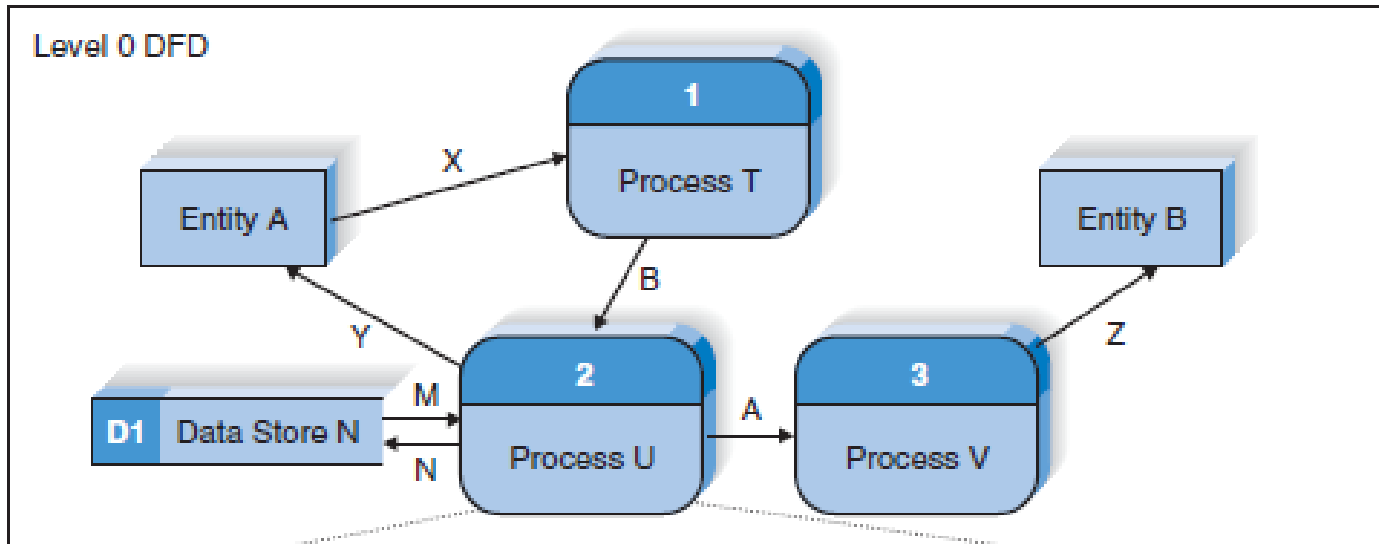 Level 0 DFD
1
Process T
X
Entity A
Entity B
B
Y
Z
2
Process U
3
Process V
M
A
D1 Data Store N
N